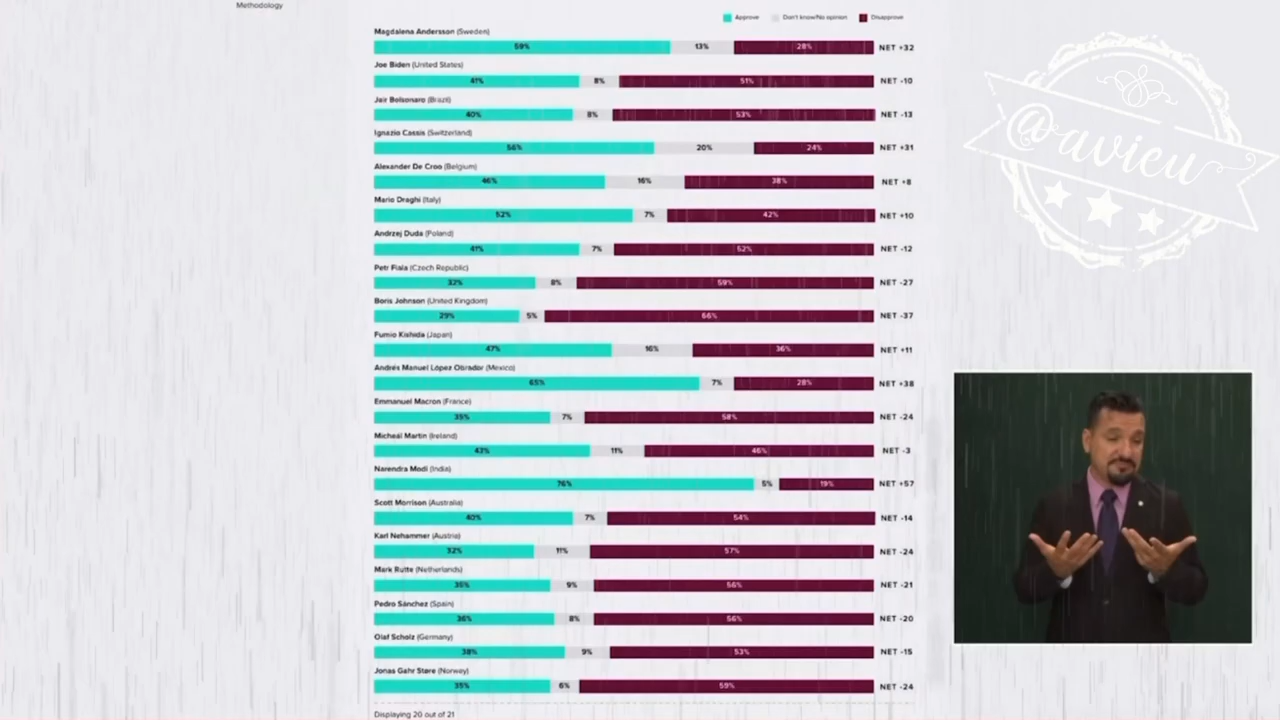 Methodology
Approve Don't know/No opinion Disapprove
Magdalena Andersson (Sweden)
59% 13% 28% NET +32
Joe Biden (United States)
41% 8% 51% NET -10
Jair Bolsonaro (Brazil)
40% 8% 53% NET -13
Ignazio Cassis (Switzerland)
56% 20% 24% NET +31
Alexander De Croo (Belgium)
46% 16% 38% NET +8
Mario Draghi (Italy)
52% 7% 42% NET +10
Andrzej Duda (Poland)
41% 7% 52% NET -12
Petr Fiala (Czech Republic)
32% 8% 59% NET -27
Boris Johnson (United Kingdom)
29% 5% 66% NET -37
Fumio Kishida (Japan)
47% 16% 36% NET +11
Andrés Manuel López Obrador (Mexico)
65% 7% 28% NET +38
Emmanuel Macron (France)
35% 7% 58% NET -24
Micheál Martin (Ireland)
43% 11% 46% NET -3
Narendra Modi (India)
76% 5% 19% NET +57
Scott Morrison (Australia)
40% 7% 54% NET -14
Karl Nehammer (Austria)
32% 11% 57% NET -24
Mark Rutte (Netherlands)
35% 9% 56% NET -21
Pedro Sánchez (Spain)
36% 8% 56% NET -20
Olaf Scholz (Germany)
38% 9% 53% NET -15
Jonas Gahr Støre (Norway)
35% 6% 59% NET -24
Displaying 20 out of 21